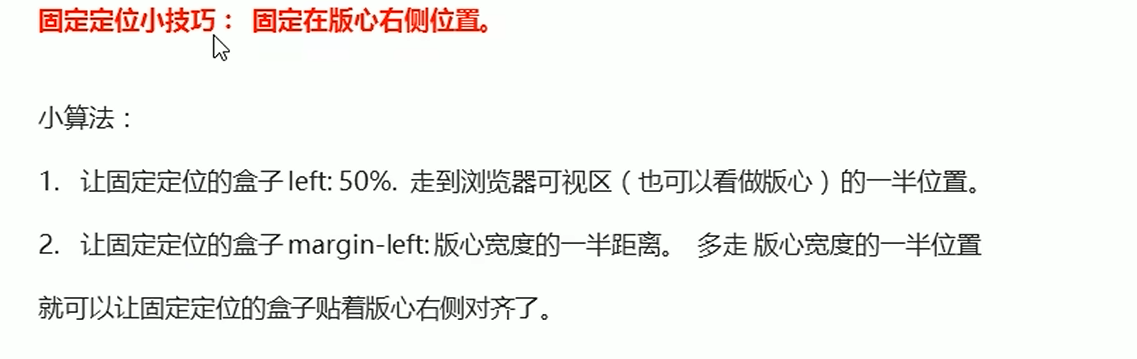 固定定位小技巧： 固定在版心右侧位置。
小算法：
1. 让固定定位的盒子 left: 50%. 走到浏览器可视区（也可以看做版心）的一半位置。
2. 让固定定位的盒子 margin-left: 版心宽度的一半距离。 多走 版心宽度的一半位置
就可以让固定定位的盒子贴着版心右侧对齐了。